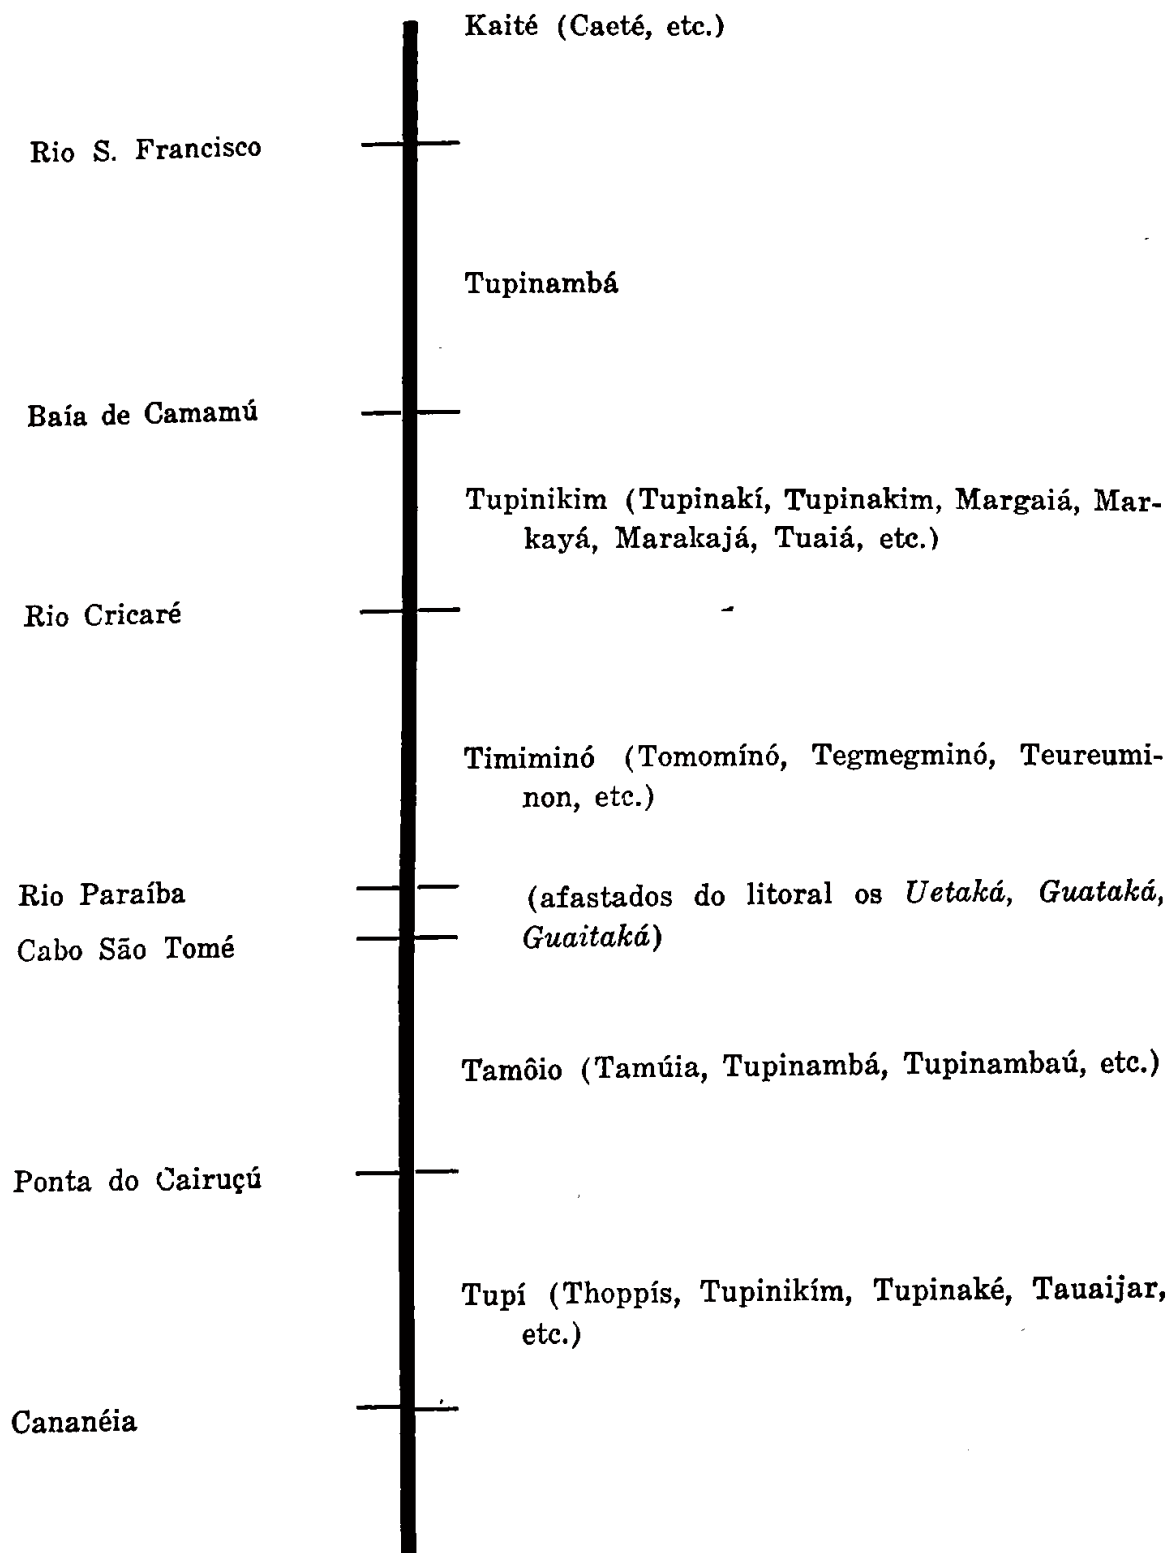 Kaité (Caeté, etc.)
Rio S. Francisco
Tupinambá
Baía de Camamú
Tupinikim (Tupinakí, Tupinakim, Margaiá, Mar-
kayá, Marakajá, Tuaiá, etc.)
Rio Cricaré
Timiminó (Tomomínó, Tegmegminó, Teureumi-
non, etc.)
Rio Paraíba
(afastados do litoral os Uetaká, Guataká,
Cabo São Tomé
Guaitaká)
Tamôio (Tamúia, Tupinambá, Tupinambaú, etc.)
Ponta do Cairuçú
Tupí (Thoppís, Tupinikím, Tupinaké, Tauaijar,
etc.)
Cananéia